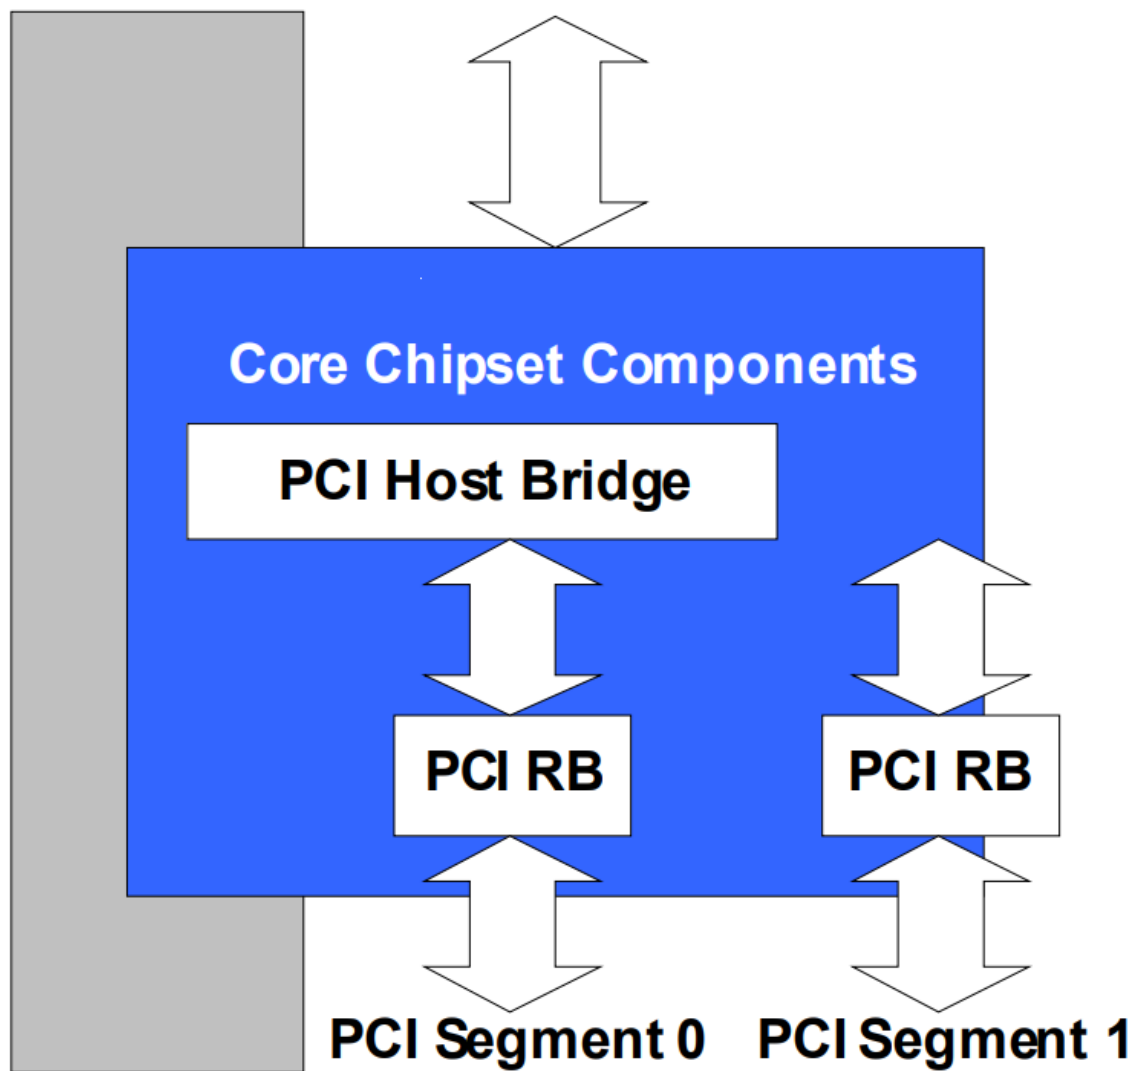 Core Chipset Components
PCI Host Bridge
PCI RB
PCI RB
PCI Segment 0
PCI Segment 1